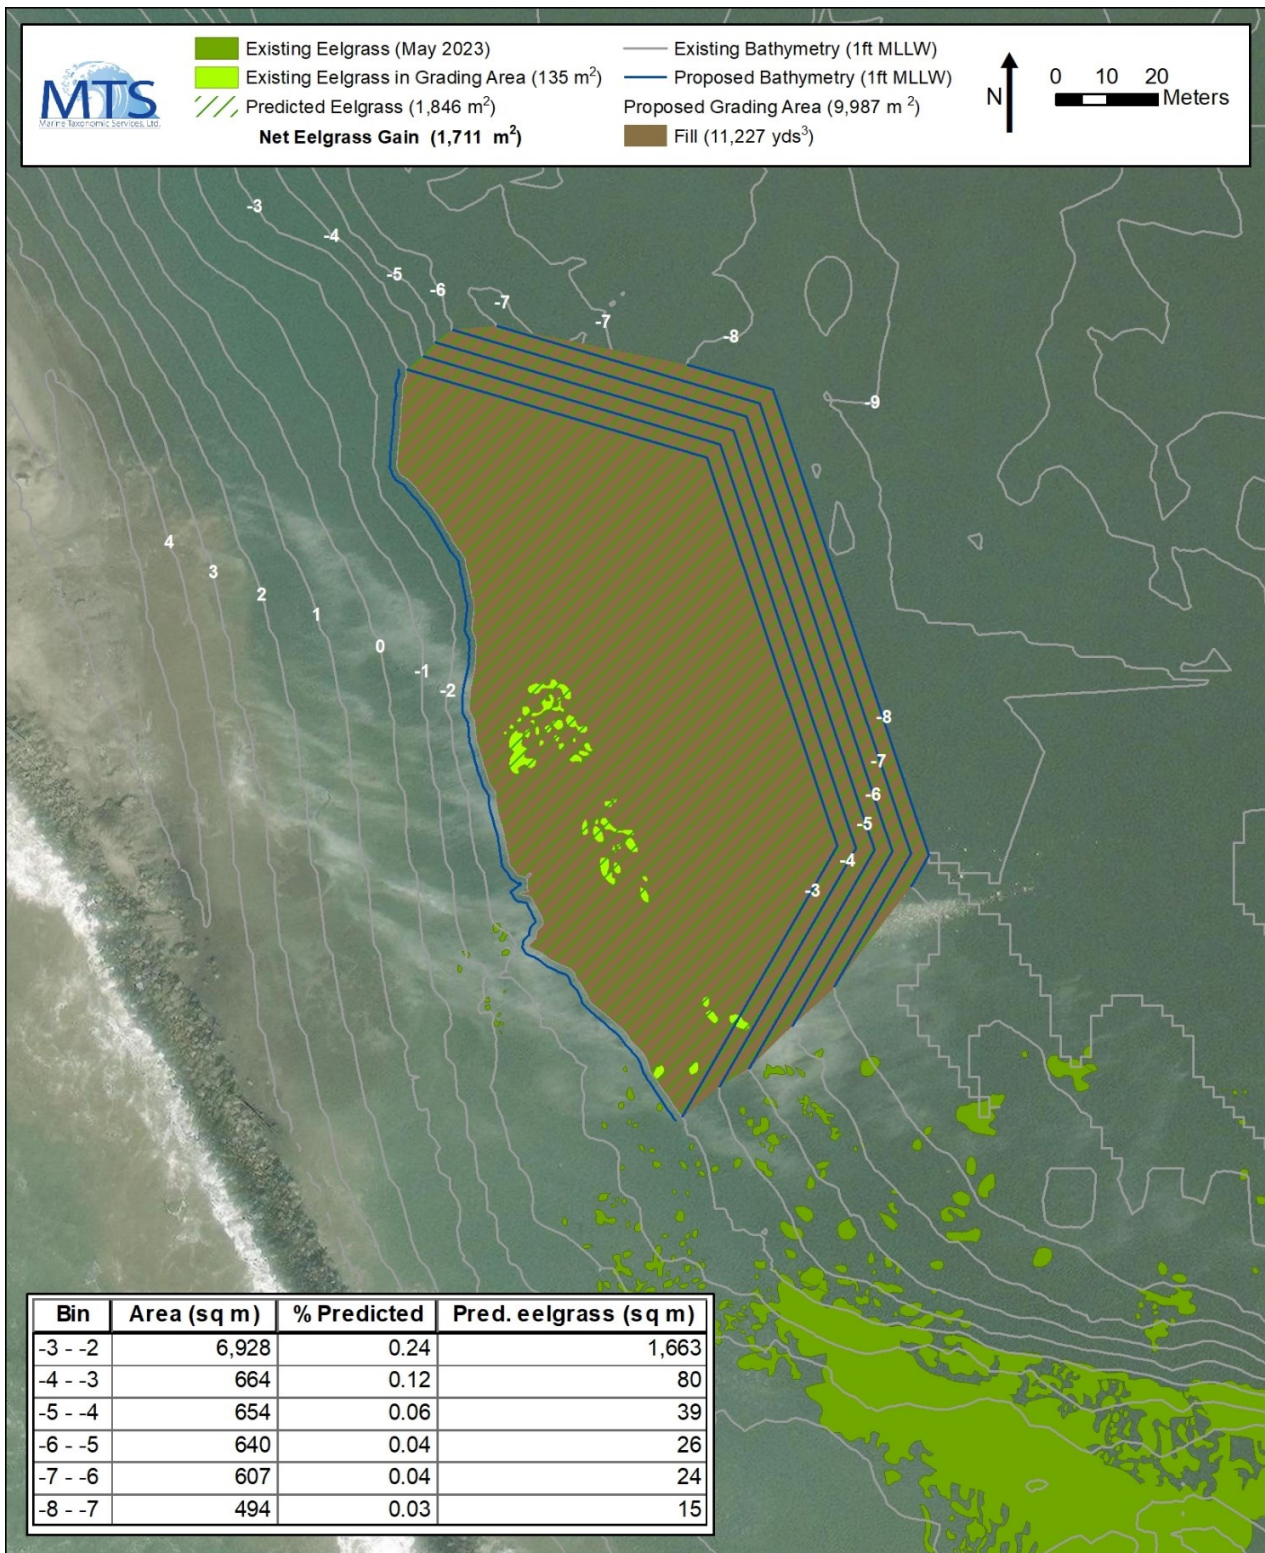 MTS
Marine Taxonomic Services, Ltd.
Existing Eelgrass (May 2023)
Existing Eelgrass in Grading Area (135 m²)
Predicted Eelgrass (1,846 m²)
Net Eelgrass Gain (1,711 m²)
Existing Bathymetry (1ft MLLW)
Proposed Bathymetry (1ft MLLW)
Proposed Grading Area (9,987 m²)
Fill (11,227 yds³)
N
0 10 20
Meters
-3
-4
-5
-6
-7
-7
-8
-9
4
3
2
1
0
-1
-2
-8
-7
-6
-5
-4
-3
Bin Area (sq m) % Predicted Pred. eelgrass (sq m)
-3 - -2 6,928 0.24 1,663
-4 - -3 664 0.12 80
-5 - -4 654 0.06 39
-6 - -5 640 0.04 26
-7 - -6 607 0.04 24
-8 - -7 494 0.03 15